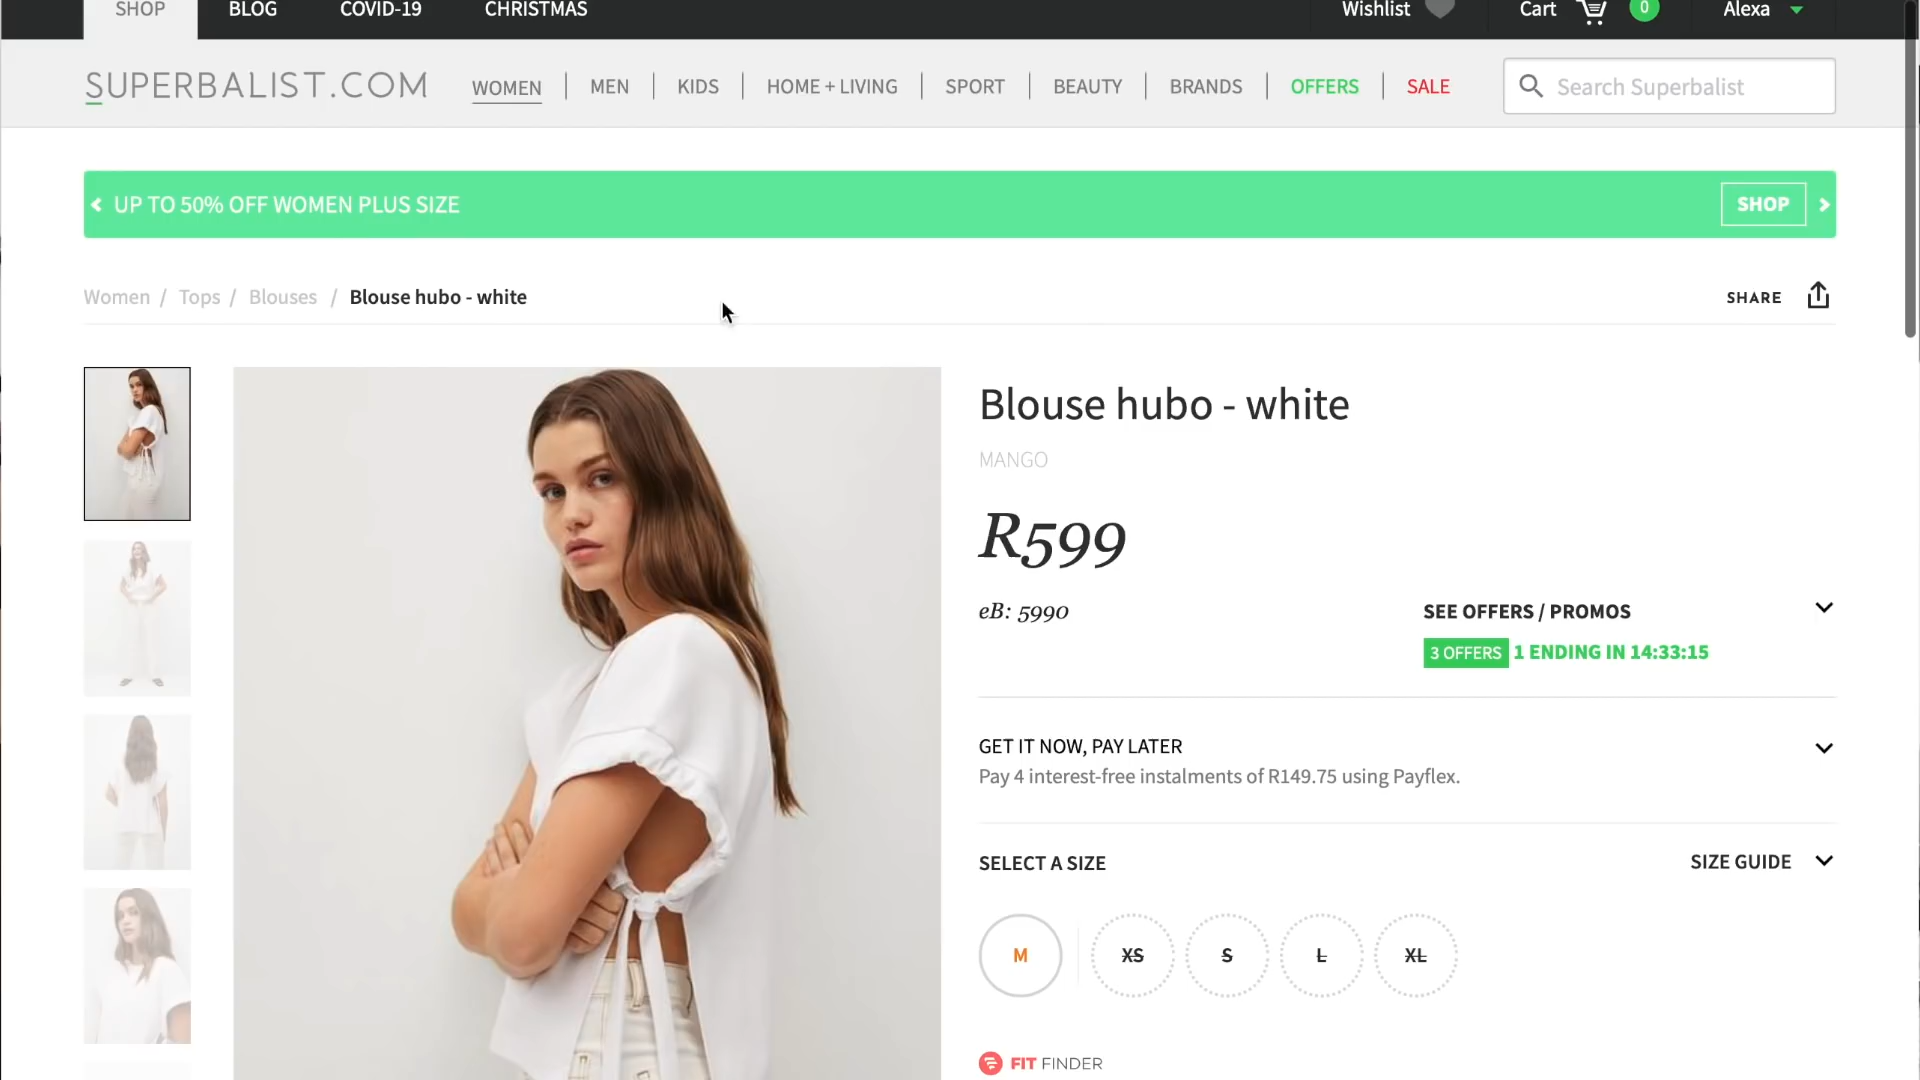 SHOP
BLOG
COVID-19
CHRISTMAS
Wishlist
Cart
0
Alexa
SUPERBALIST.COM
WOMEN
MEN
KIDS
HOME + LIVING
SPORT
BEAUTY
BRANDS
OFFERS
SALE
Search Superbalist
UP TO 50% OFF WOMEN PLUS SIZE
SHOP
Women / Tops / Blouses / Blouse hubo - white
SHARE
Blouse hubo - white
MANGO
R599
eB: 5990
SEE OFFERS / PROMOS
3 OFFERS 1 ENDING IN 14:33:15
GET IT NOW, PAY LATER
Pay 4 interest-free instalments of R149.75 using Payflex.
SELECT A SIZE
SIZE GUIDE
M
XS
S
L
XL
FIT FINDER